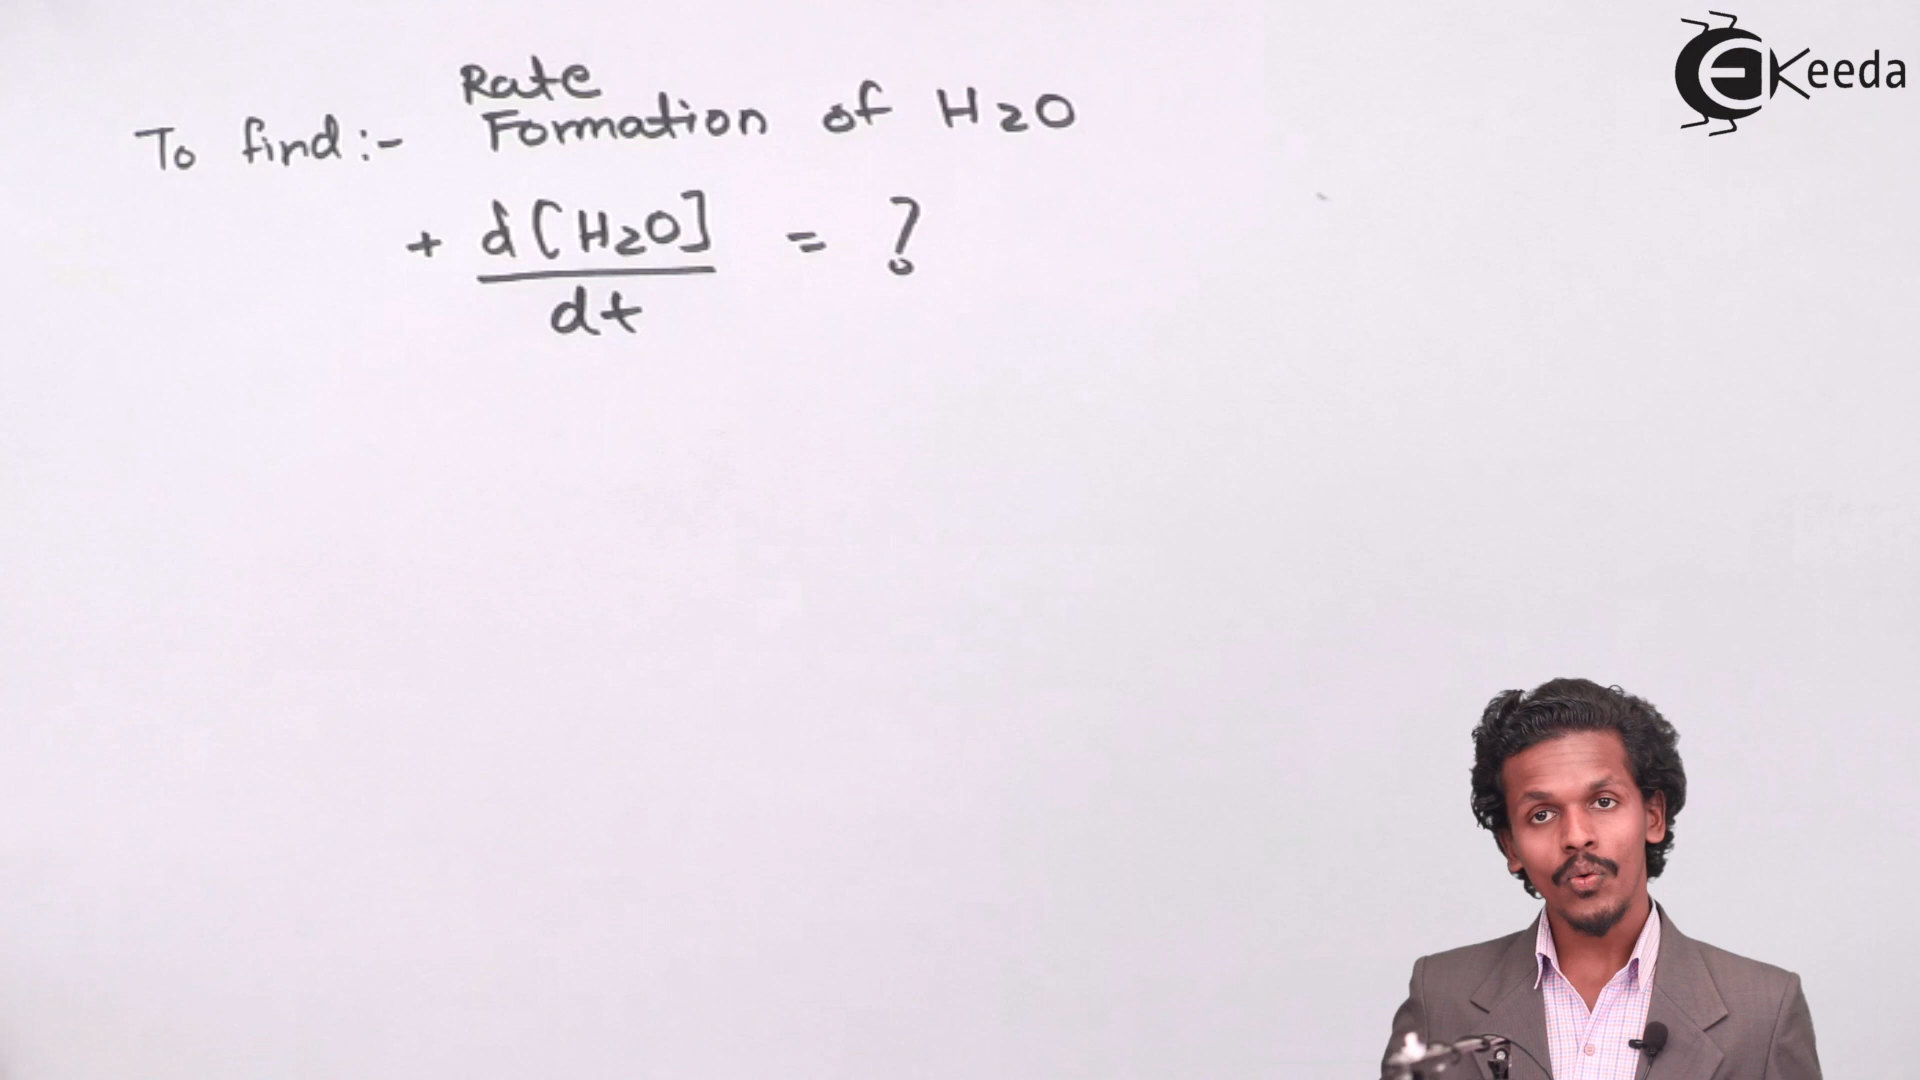 Rate
To find :- Formation of H2O
+ d[H2O] = ?
dt
EKeeda